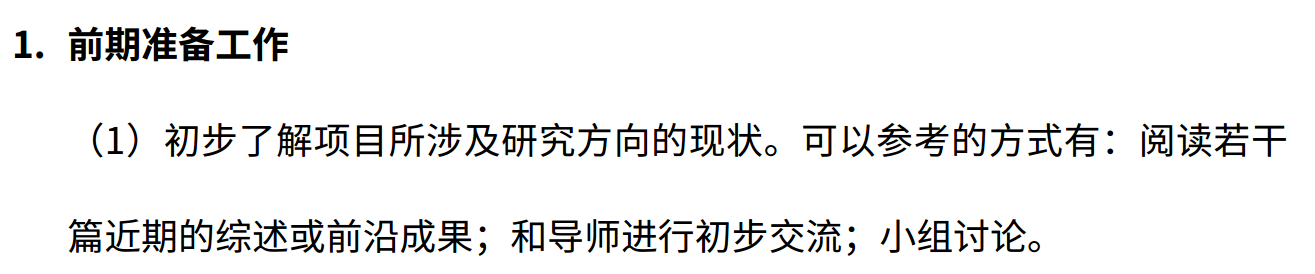 1. 前期准备工作
（1）初步了解项目所涉及研究方向的现状。可以参考的方式有：阅读若干
篇近期的综述或前沿成果；和导师进行初步交流；小组讨论。